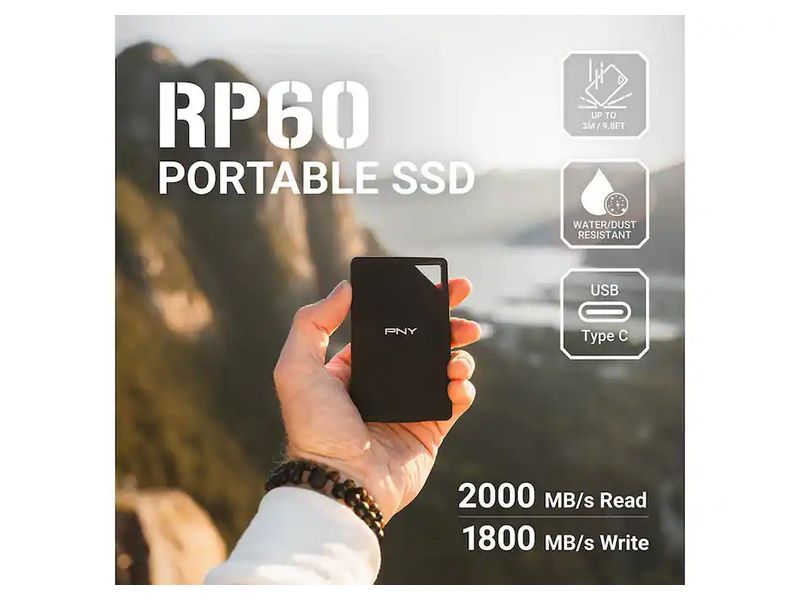 RP60
PORTABLE SSD
UP TO
3M / 9.8FT
WATER/DUST
RESISTANT
USB
Type C
PNY
2000 MB/s Read
1800 MB/s Write